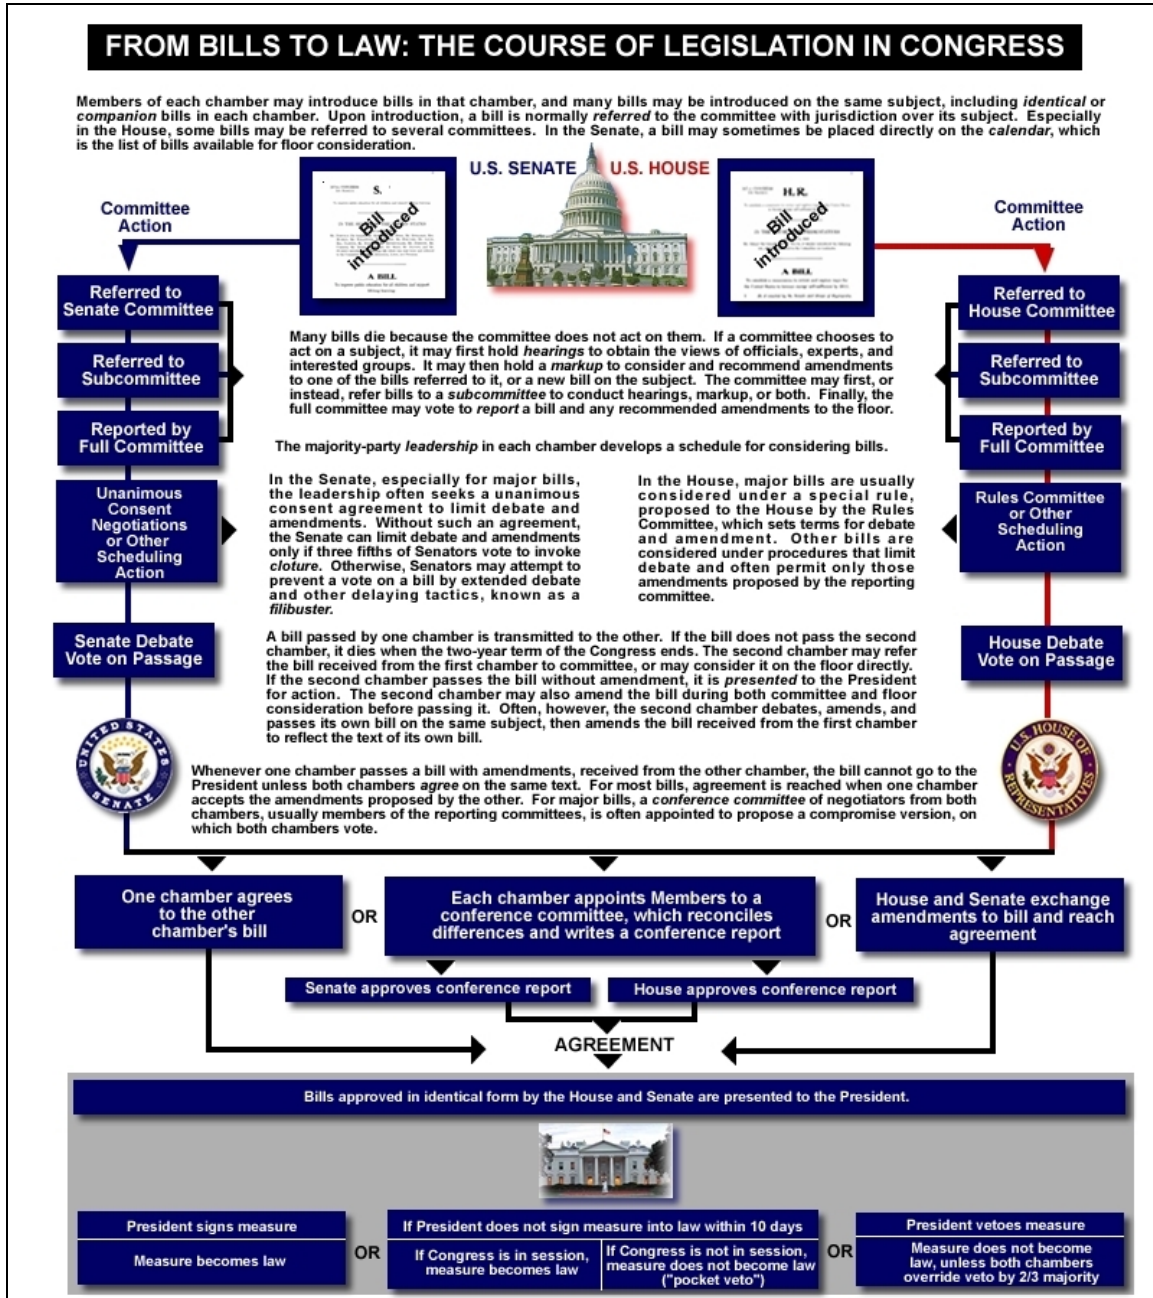 FROM BILLS TO LAW: THE COURSE OF LEGISLATION IN CONGRESS
Members of each chamber may introduce bills in that chamber, and many bills may be introduced on the same subject, including identical or
companion bills in each chamber. Upon introduction, a bill is normally referred to the committee with jurisdiction over its subject. Especially
in the House, some bills may be referred to several committees. In the Senate, a bill may sometimes be placed directly on the calendar, which
is the list of bills available for floor consideration.
U.S. SENATE
U.S. HOUSE
S.
Bill
introduced
A BILL
H.R.
Bill
introduced
A BILL
Committee
Action
Referred to
Senate Committee
Referred to
Subcommittee
Reported by
Full Committee
Unanimous
Consent
Negotiations
or Other
Scheduling
Action
Senate Debate
Vote on Passage
Committee
Action
Referred to
House Committee
Referred to
Subcommittee
Reported by
Full Committee
Rules Committee
or Other
Scheduling
Action
House Debate
Vote on Passage
Many bills die because the committee does not act on them. If a committee chooses to
act on a subject, it may first hold hearings to obtain the views of officials, experts, and
interested groups. It may then hold a markup to consider and recommend amendments
to one of the bills referred to it, or a new bill on the subject. The committee may first, or
instead, refer bills to a subcommittee to conduct hearings, markup, or both. Finally, the
full committee may vote to report a bill and any recommended amendments to the floor.
The majority-party leadership in each chamber develops a schedule for considering bills.
In the Senate, especially for major bills,
the leadership often seeks a unanimous
consent agreement to limit debate and
amendments. Without such an agreement,
the Senate can limit debate and amendments
only if three fifths of Senators vote to invoke
cloture. Otherwise, Senators may attempt to
prevent a vote on a bill by extended debate
and other delaying tactics, known as a
filibuster.
In the House, major bills are usually
considered under a special rule,
proposed to the House by the Rules
Committee, which sets terms for debate
and amendment. Other bills are
considered under procedures that limit
debate and often permit only those
amendments proposed by the reporting
committee.
A bill passed by one chamber is transmitted to the other. If the bill does not pass the second
chamber, it dies when the two-year term of the Congress ends. The second chamber may refer
the bill received from the first chamber to committee, or may consider it on the floor directly.
If the second chamber passes the bill without amendment, it is presented to the President
for action. The second chamber may also amend the bill during both committee and floor
consideration before passing it. Often, however, the second chamber debates, amends, and
passes its own bill on the same subject, then amends the bill received from the first chamber
to reflect the text of its own bill.
UNITED STATES
SENATE
U.S. HOUSE OF
REPRESENTATIVES
Whenever one chamber passes a bill with amendments, received from the other chamber, the bill cannot go to the
President unless both chambers agree on the same text. For most bills, agreement is reached when one chamber
accepts the amendments proposed by the other. For major bills, a conference committee of negotiators from both
chambers, usually members of the reporting committees, is often appointed to propose a compromise version, on
which both chambers vote.
One chamber agrees
to the other
chamber's bill
OR
Each chamber appoints Members to a
conference committee, which reconciles
differences and writes a conference report
OR
House and Senate exchange
amendments to bill and reach
agreement
Senate approves conference report
House approves conference report
AGREEMENT
Bills approved in identical form by the House and Senate are presented to the President.
President signs measure
Measure becomes law
OR
If President does not sign measure into law within 10 days
If Congress is in session,
measure becomes law
If Congress is not in session,
measure does not become law
("pocket veto")
OR
President vetoes measure
Measure does not become
law, unless both chambers
override veto by 2/3 majority